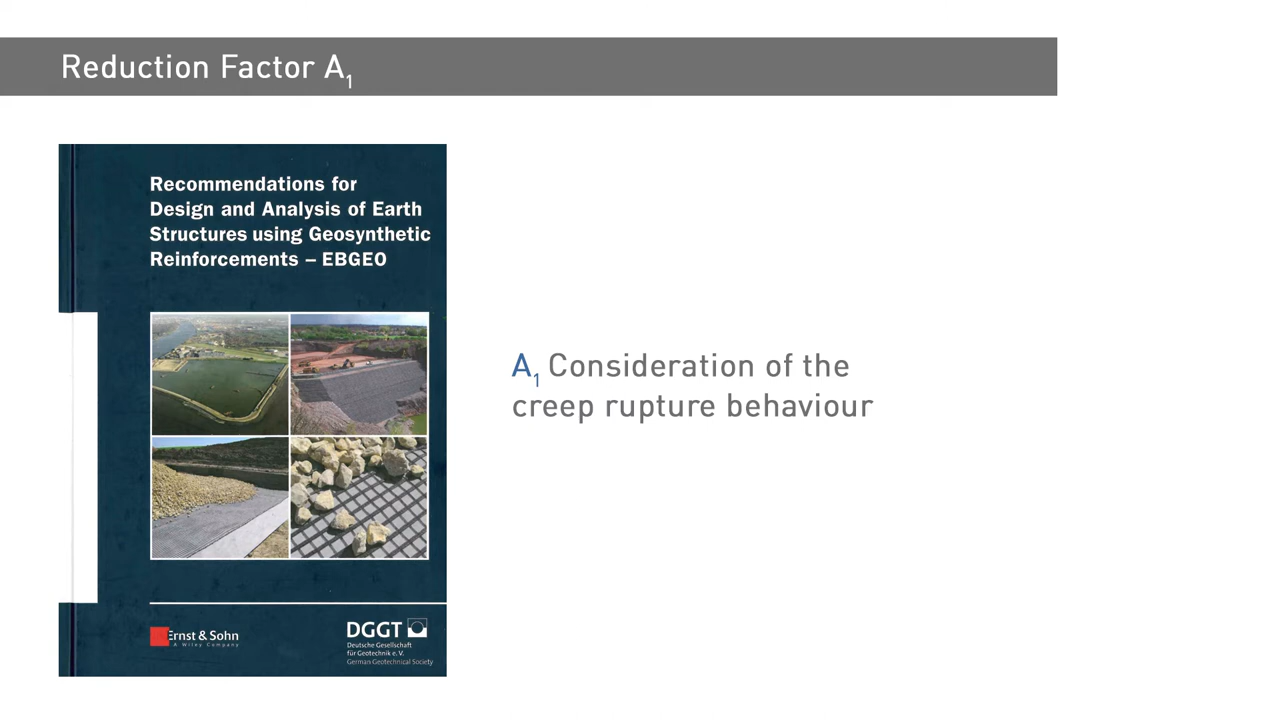 Reduction Factor A₁
Recommendations for
Design and Analysis of Earth
Structures using Geosynthetic
Reinforcements – EBGEO
A₁ Consideration of the
creep rupture behaviour
Ernst & Sohn
A Wiley Company
DGGT
Deutsche Gesellschaft
für Geotechnik e. V.
German Geotechnical Society